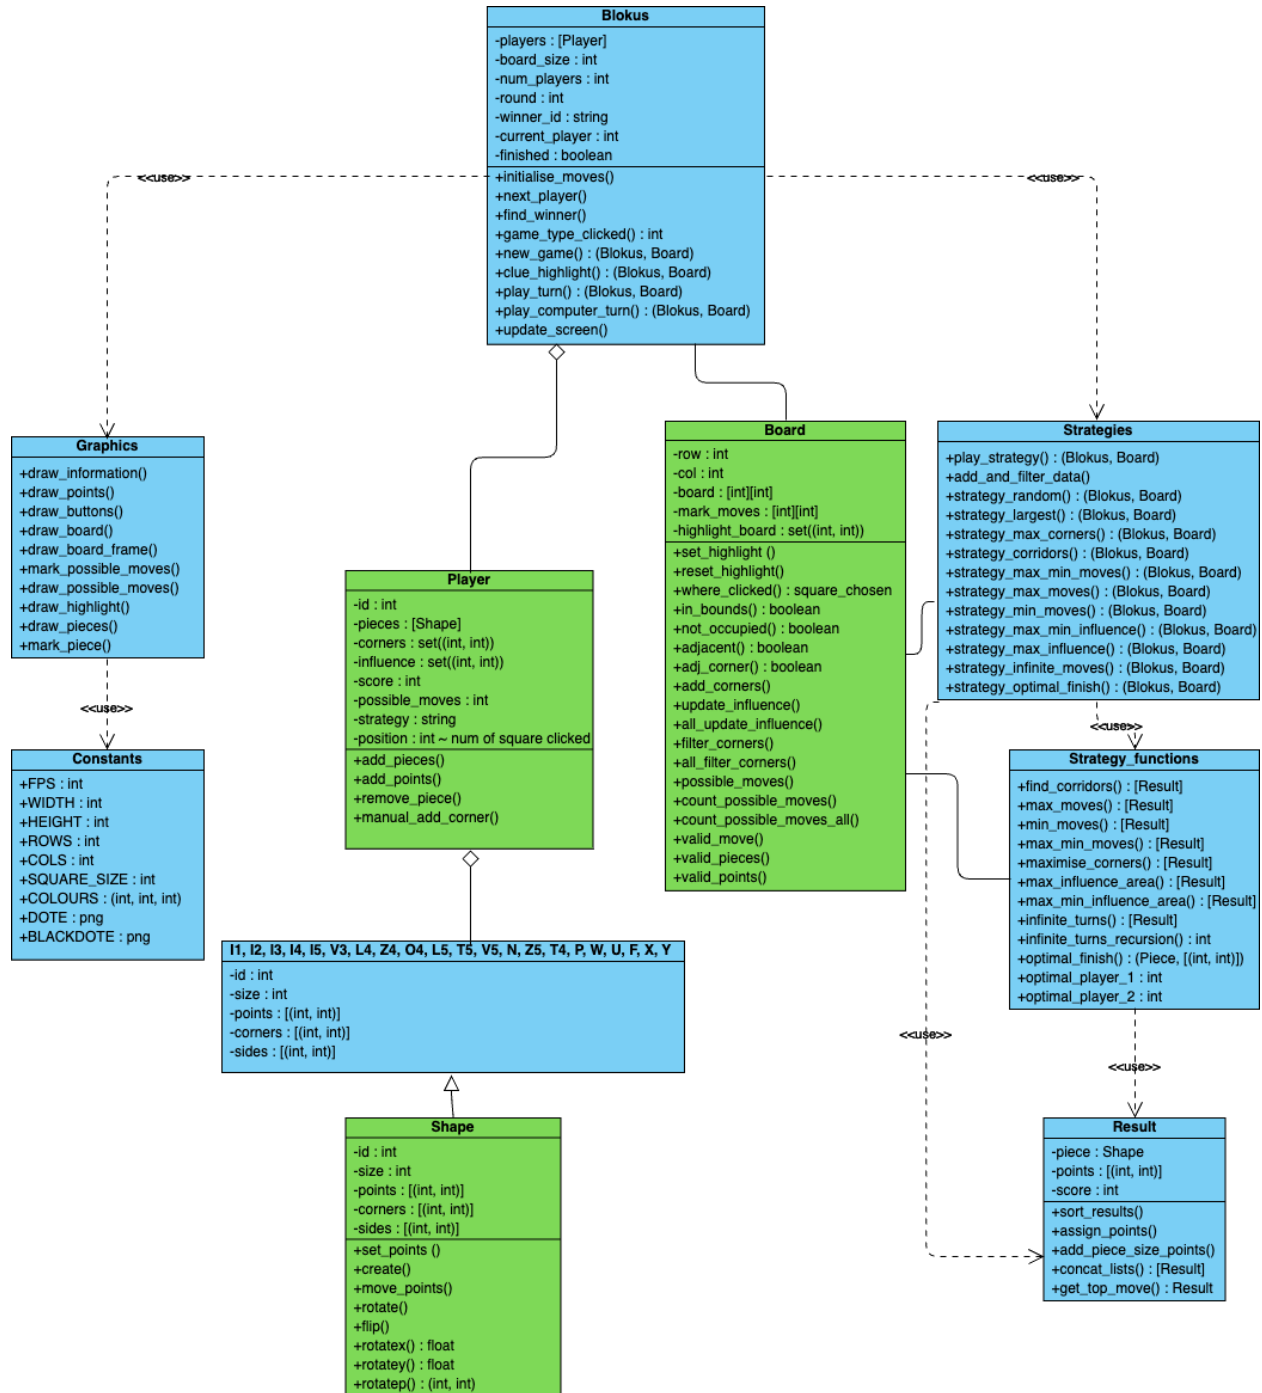 Blokus
-players : [Player]
-board_size : int
-num_players : int
-round : int
-winner_id : string
-current_player : int
-finished : boolean
+initialise_moves()
+next_player()
+find_winner()
+game_type_clicked() : int
+new_game() : (Blokus, Board)
+clue_highlight() : (Blokus, Board)
+play_turn() : (Blokus, Board)
+play_computer_turn() : (Blokus, Board)
+update_screen()
<<use>>
<<use>>
Graphics
+draw_information()
+draw_points()
+draw_buttons()
+draw_board()
+draw_board_frame()
+mark_possible_moves()
+draw_possible_moves()
+draw_highlight()
+draw_pieces()
+mark_piece()
<<use>>
Constants
+FPS : int
+WIDTH : int
+HEIGHT : int
+ROWS : int
+COLS : int
+SQUARE_SIZE : int
+COLOURS : (int, int, int)
+DOTE : png
+BLACKDOTE : png
Player
-id : int
-pieces : [Shape]
-corners : set((int, int))
-influence : set((int, int))
-score : int
-possible_moves : int
-strategy : string
-position : int ~ num of square clicked
+add_pieces()
+add_points()
+remove_piece()
+manual_add_corner()
I1, I2, I3, I4, I5, V3, L4, Z4, O4, L5, T5, V5, N, Z5, T4, P, W, U, F, X, Y
-id : int
-size : int
-points : [(int, int)]
-corners : [(int, int)]
-sides : [(int, int)]
Shape
-id : int
-size : int
-points : [(int, int)]
-corners : [(int, int)]
-sides : [(int, int)]
+set_points ()
+create()
+move_points()
+rotate()
+flip()
+rotatex() : float
+rotatey() : float
+rotatep() : (int, int)
Board
-row : int
-col : int
-board : [int][int]
-mark_moves : [int][int]
-highlight_board : set((int, int))
+set_highlight ()
+reset_highlight()
+where_clicked() : square_chosen
+in_bounds() : boolean
+not_occupied() : boolean
+adjacent() : boolean
+adj_corner() : boolean
+add_corners()
+update_influence()
+all_update_influence()
+filter_corners()
+all_filter_corners()
+possible_moves()
+count_possible_moves()
+count_possible_moves_all()
+valid_move()
+valid_pieces()
+valid_points()
Strategies
+play_strategy() : (Blokus, Board)
+add_and_filter_data()
+strategy_random() : (Blokus, Board)
+strategy_largest() : (Blokus, Board)
+strategy_max_corners() : (Blokus, Board)
+strategy_corridors() : (Blokus, Board)
+strategy_max_min_moves() : (Blokus, Board)
+strategy_max_moves() : (Blokus, Board)
+strategy_min_moves() : (Blokus, Board)
+strategy_max_min_influence() : (Blokus, Board)
+strategy_max_influence() : (Blokus, Board)
+strategy_infinite_moves() : (Blokus, Board)
+strategy_optimal_finish() : (Blokus, Board)
<<use>>
Strategy_functions
+find_corridors() : [Result]
+max_moves() : [Result]
+min_moves() : [Result]
+max_min_moves() : [Result]
+maximise_corners() : [Result]
+max_influence_area() : [Result]
+max_min_influence_area() : [Result]
+infinite_turns() : [Result]
+infinite_turns_recursion() : int
+optimal_finish() : (Piece, [(int, int)])
+optimal_player_1 : int
+optimal_player_2 : int
<<use>>
<<use>>
Result
-piece : Shape
-points : [(int, int)]
-score : int
+sort_results()
+assign_points()
+add_piece_size_points()
+concat_lists() : [Result]
+get_top_move() : Result